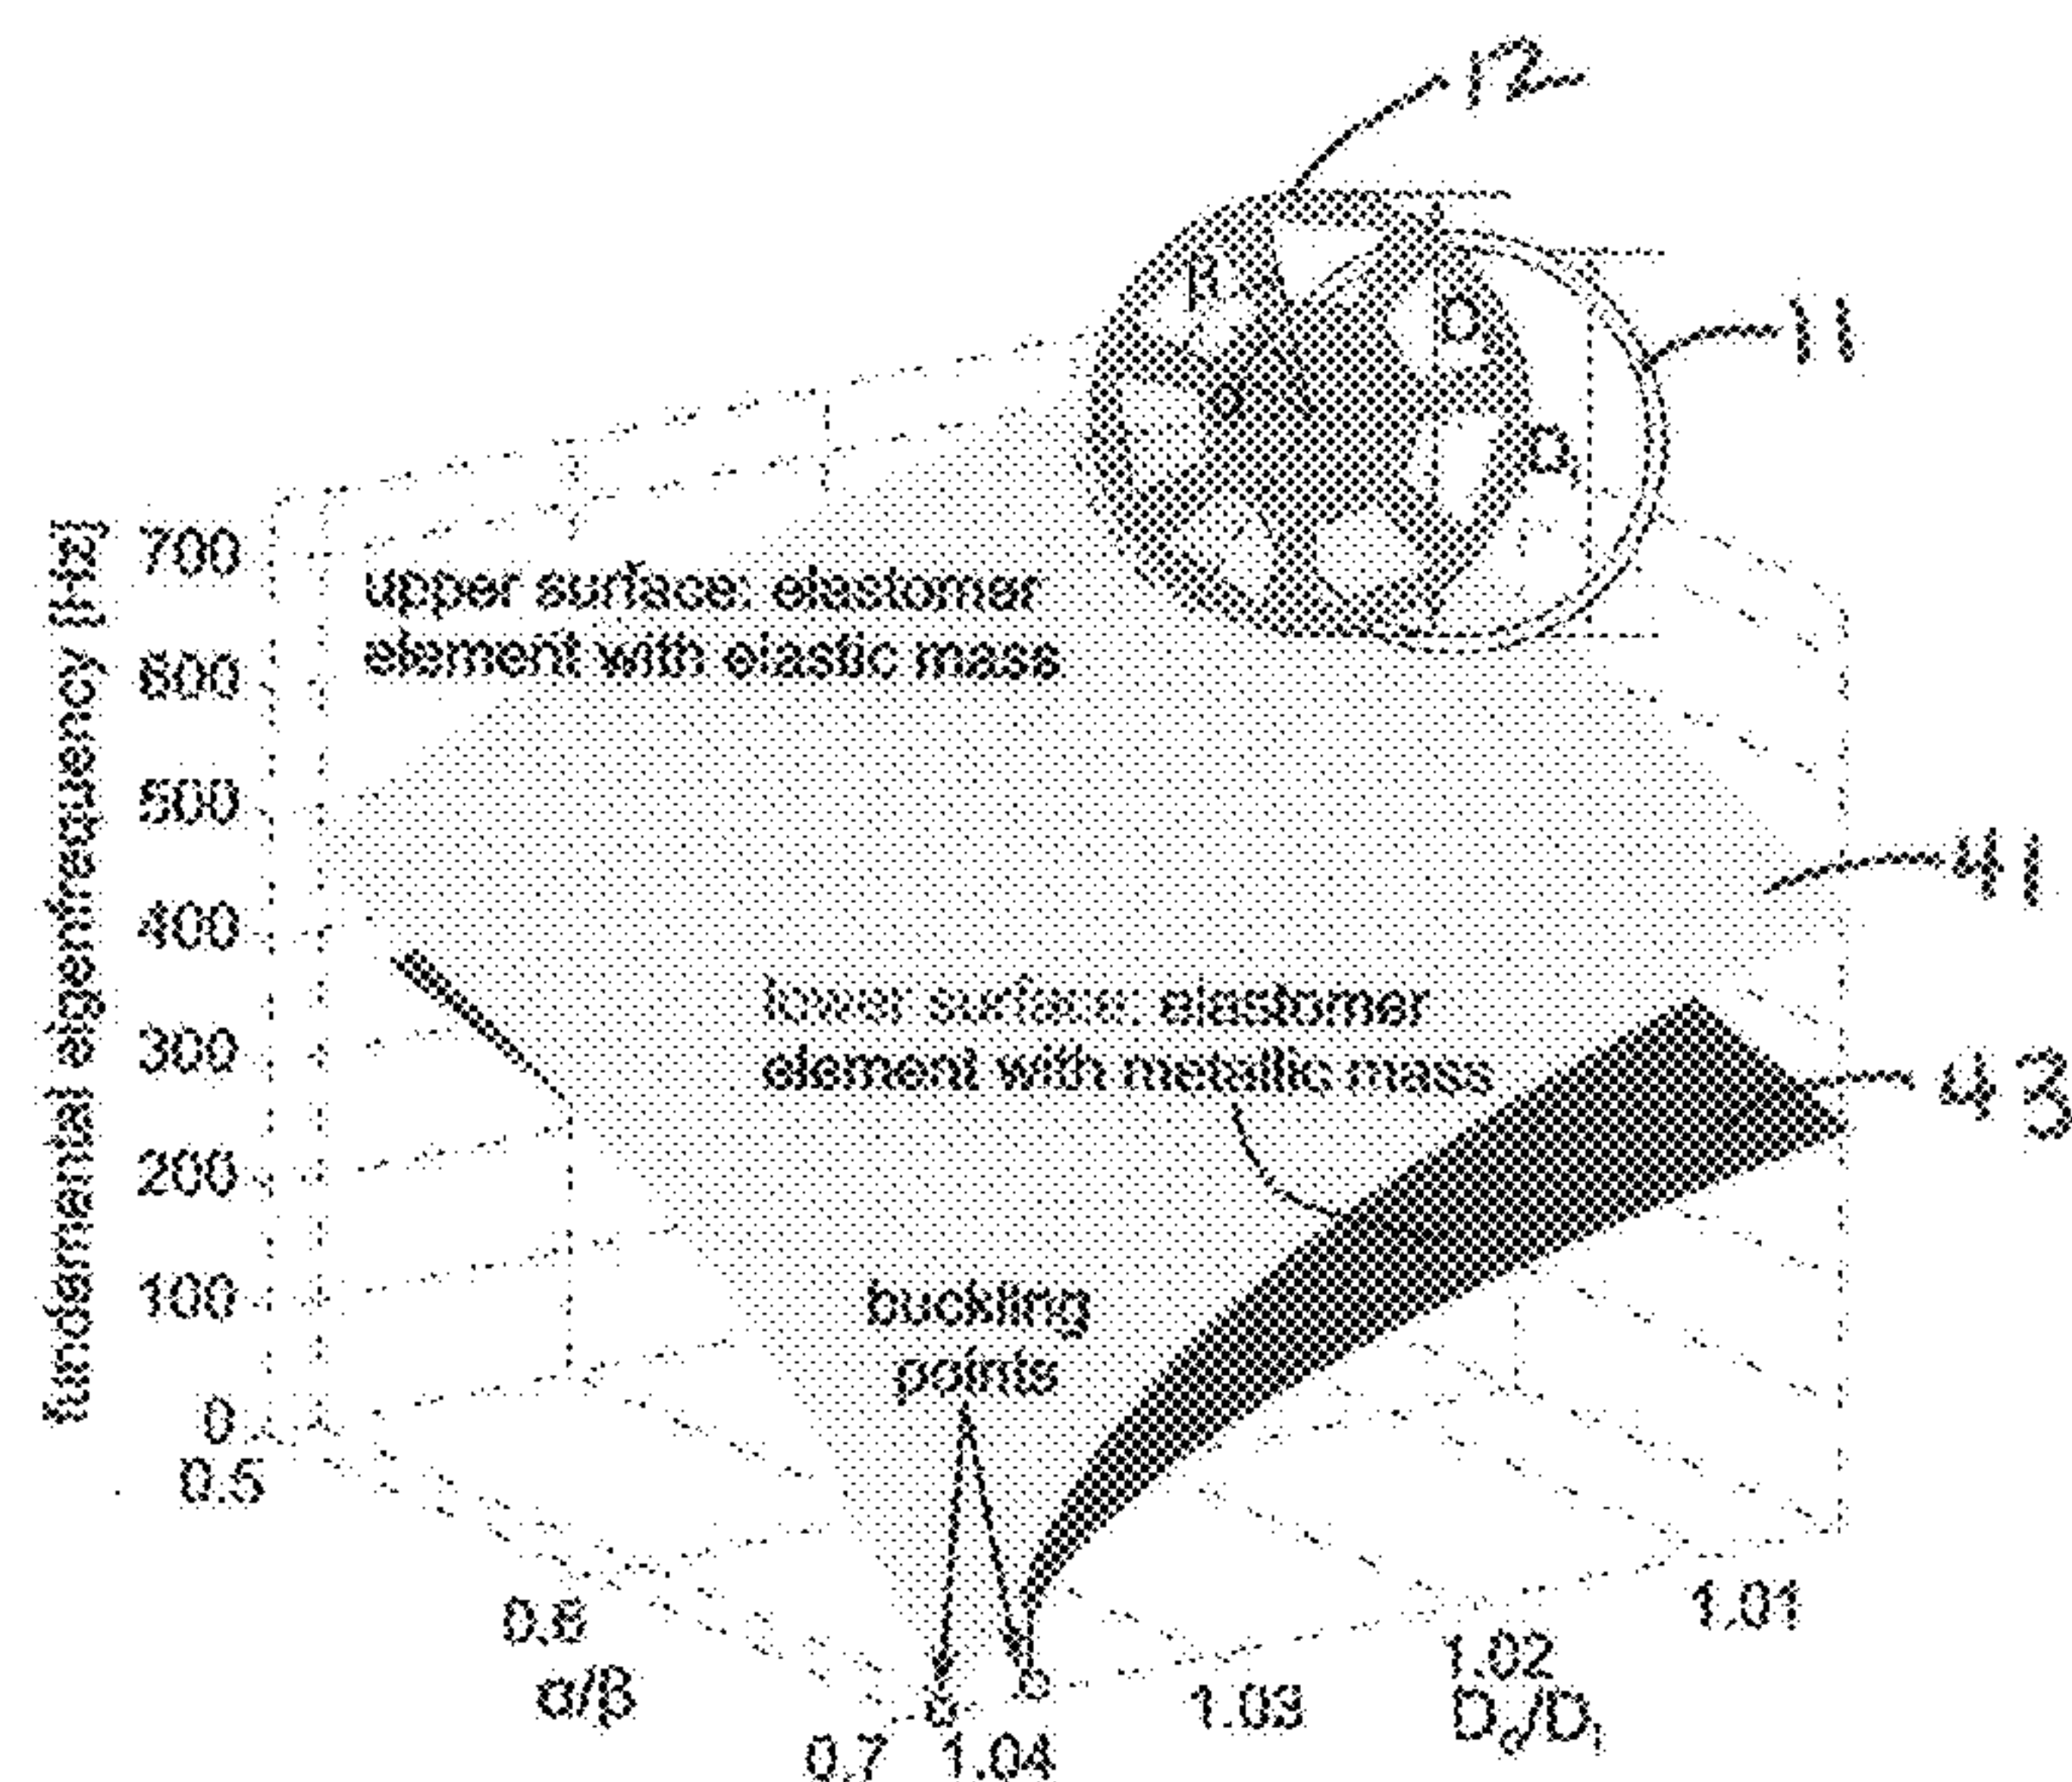 12
β
D
11
D
fundamental eigenfrequency [Hz]
700
upper surface: elastomer
element with elastic mass
600
500
400
41
lower surface: elastomer
element with metallic mass
300
43
200
100
buckling
points
0
0.5
0.6
α/β
0.7
1.04
1.03
1.02
1.01
Do/Di